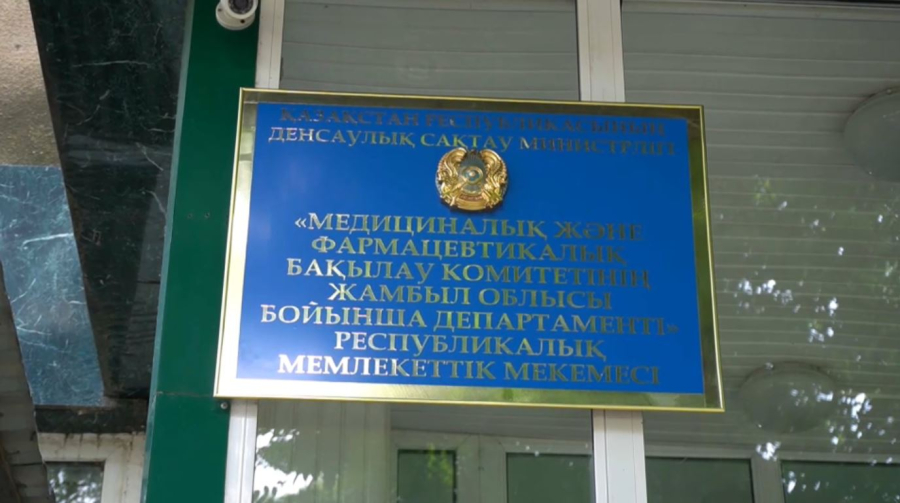 ҚАЗАҚСТАН РЕСПУБЛИКАСЫНЫҢ
ДЕНСАУЛЫҚ САҚТАУ МИНИСТРЛІГІ
«МЕДИЦИНАЛЫҚ ЖӘНЕ
ФАРМАЦЕВТИКАЛЫҚ
БАҚЫЛАУ КОМИТЕТІНІҢ
ЖАМБЫЛ ОБЛЫСЫ
БОЙЫНША ДЕПАРТАМЕНТІ»
РЕСПУБЛИКАЛЫҚ
МЕМЛЕКЕТТІК МЕКЕМЕСІ